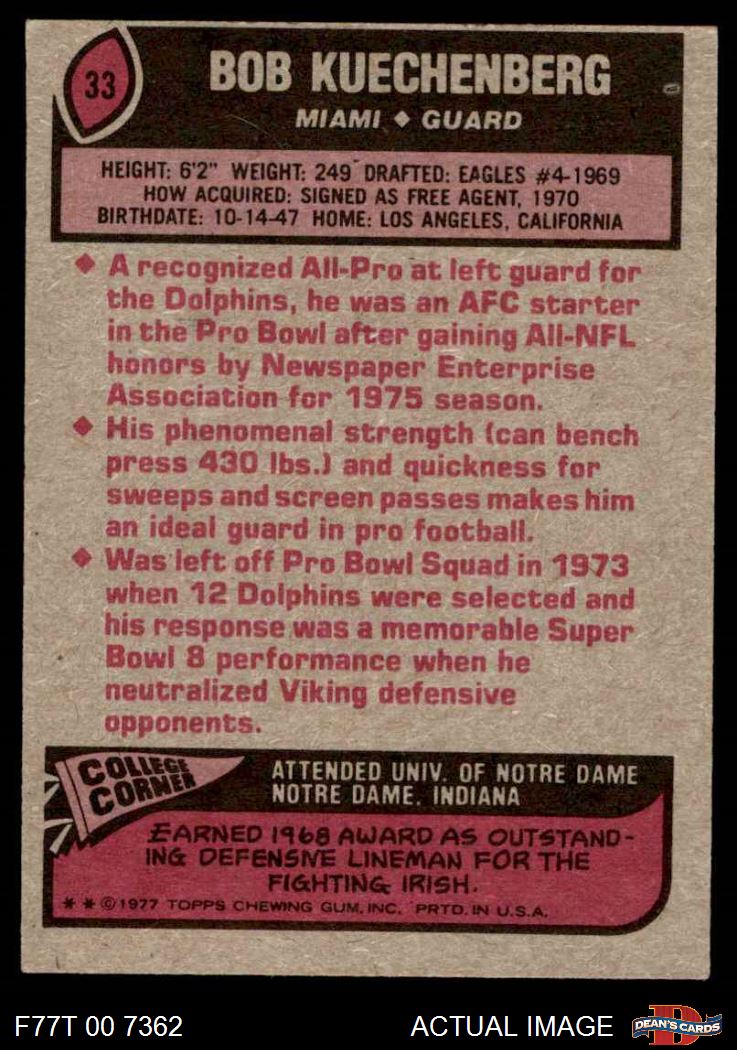 33
BOB KUECHENBERG
MIAMI ◆ GUARD
HEIGHT: 6'2" WEIGHT: 249 DRAFTED: EAGLES #4-1969
HOW ACQUIRED: SIGNED AS FREE AGENT, 1970
BIRTHDATE: 10-14-47 HOME: LOS ANGELES, CALIFORNIA
◆ A recognized All-Pro at left guard for
the Dolphins, he was an AFC starter
in the Pro Bowl after gaining All-NFL
honors by Newspaper Enterprise
Association for 1975 season.
◆ His phenomenal strength (can bench
press 430 lbs.) and quickness for
sweeps and screen passes makes him
an ideal guard in pro football.
◆ Was left off Pro Bowl Squad in 1973
when 12 Dolphins were selected and
his response was a memorable Super
Bowl 8 performance when he
neutralized Viking defensive
opponents.
COLLEGE
CORNER
ATTENDED UNIV. OF NOTRE DAME
NOTRE DAME, INDIANA
EARNED 1968 AWARD AS OUTSTAND-
ING DEFENSIVE LINEMAN FOR THE
FIGHTING IRISH.
* * ©1977 TOPPS CHEWING GUM, INC. PRTD. IN U.S.A.
F77T 00 7362
ACTUAL IMAGE
DEAN'S CARDS